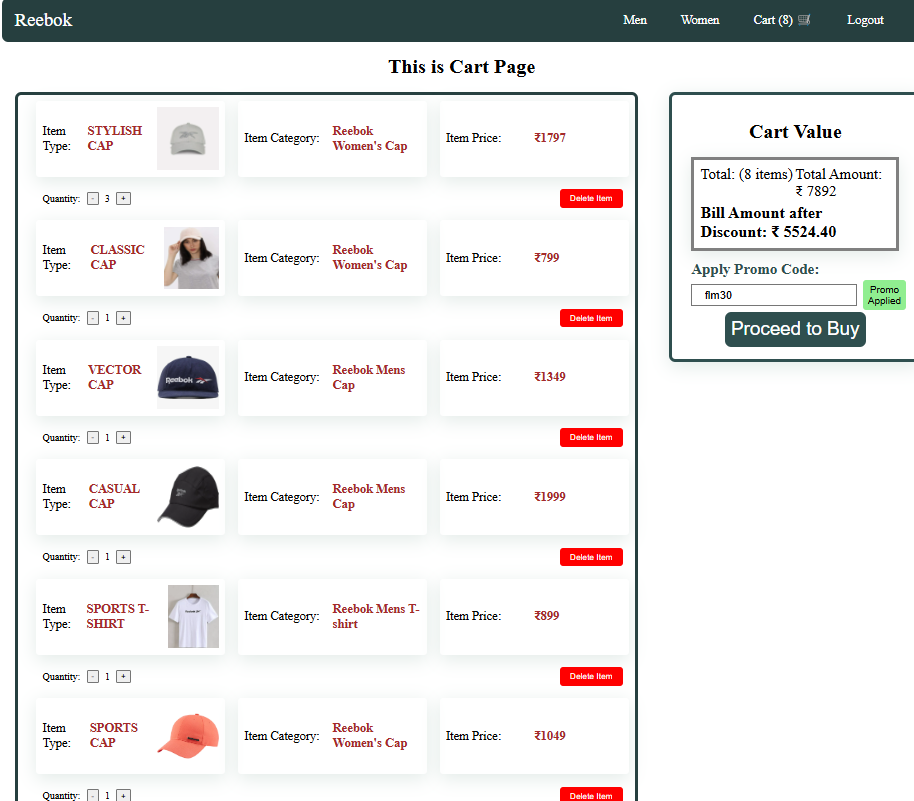 Reebok Men Women Cart (8) 🛒 Logout
This is Cart Page
Item Type: STYLISH CAP
Item Category: Reebok Women's Cap
Item Price: ₹1797
Quantity: - 3 + Delete Item
Item Type: CLASSIC CAP
Item Category: Reebok Women's Cap
Item Price: ₹799
Quantity: - 1 + Delete Item
Item Type: VECTOR CAP
Reebok
Item Category: Reebok Mens Cap
Item Price: ₹1349
Quantity: - 1 + Delete Item
Item Type: CASUAL CAP
Item Category: Reebok Mens Cap
Item Price: ₹1999
Quantity: - 1 + Delete Item
Item Type: SPORTS T-SHIRT
Item Category: Reebok Mens T-shirt
Item Price: ₹899
Quantity: - 1 + Delete Item
Item Type: SPORTS CAP
Item Category: Reebok Women's Cap
Item Price: ₹1049
Quantity: - 1 + Delete Item
Cart Value
Total: (8 items) Total Amount:
₹ 7892
Bill Amount after
Discount: ₹ 5524.40
Apply Promo Code:
flm30
Promo
Applied
Proceed to Buy